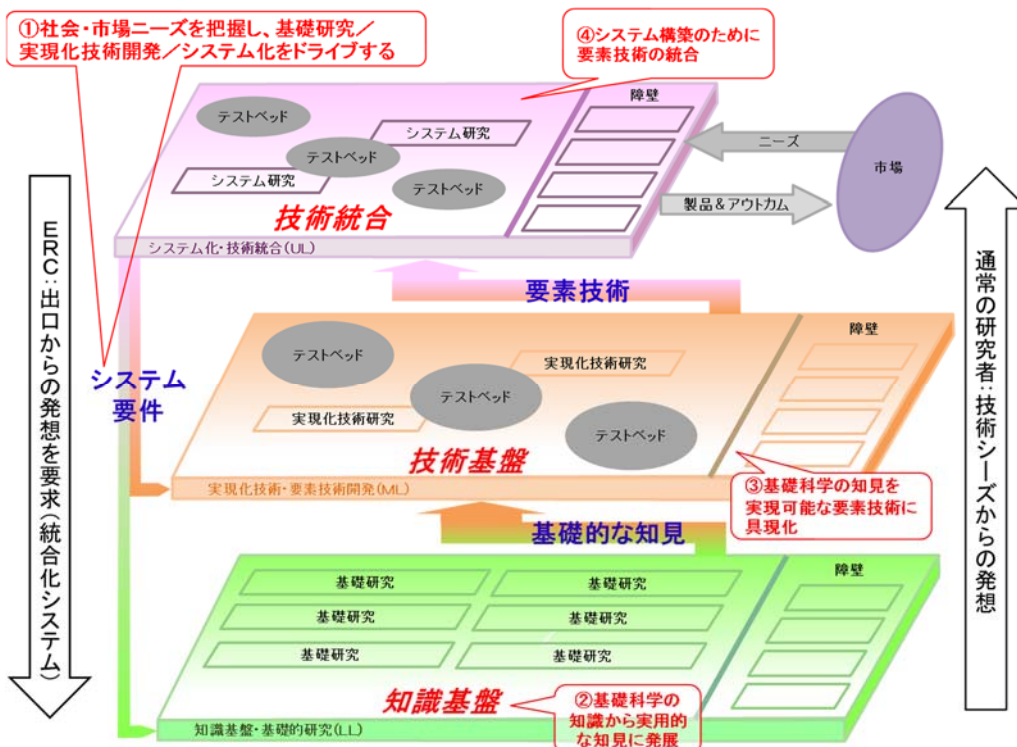 ①社会・市場ニーズを把握し、基礎研究／
実現化技術開発／システム化をドライブする
④システム構築のために
要素技術の統合
障壁
テストベッド
システム研究
テストベッド
システム研究
テストベッド
技術統合
システム化・技術統合(UL)
ニーズ
製品&アウトカム
市場
ERC:出口からの発想を要求(統合化システム)
通常の研究者:技術シーズからの発想
要素技術
システム
要件
障壁
テストベッド
実現化技術研究
テストベッド
実現化技術研究
テストベッド
技術基盤
実現化技術・要素技術開発(ML)
③基礎科学の知見を
実現可能な要素技術に
具現化
基礎的な知見
障壁
基礎研究
基礎研究
基礎研究
基礎研究
基礎研究
基礎研究
知識基盤
②基礎科学の
知識から実用的
な知見に発展
知識基盤・基礎的研究(LL)